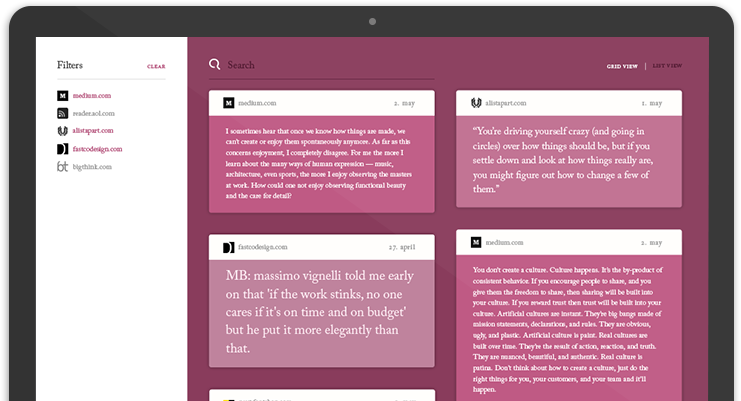 Filters
CLEAR
medium.com
reader.aol.com
alistapart.com
fastcodesign.com
bigthink.com
Search
GRID VIEW | LIST VIEW
medium.com 2. may
I sometimes hear that once we know how things are made, we
can't create or enjoy them spontaneously anymore. As far as this
concerns enjoyment, I completely disagree. For me the more I
learn about the many ways of human expression — music,
architecture, even sports, the more I enjoy observing the masters
at work. How could one not enjoy observing functional beauty
and the care for detail?
alistapart.com 1. may
“You're driving yourself crazy (and going in
circles) over how things should be, but if you
settle down and look at how things really are,
you might figure out how to change a few of
them.”
fastcodesign.com 27. april
MB: massimo vignelli told me early
on that 'if the work stinks, no one
cares if it's on time and on budget'
but he put it more elegantly than
that.
medium.com 2. may
You don't create a culture. Culture happens. It's the by-product of
consistent behavior. If you encourage people to share, and you
give them the freedom to share, then sharing will be built into
your culture. If you reward trust then trust will be built into your
culture. Artificial cultures are instant. They're big bangs made of
mission statements, declarations, and rules. They are obvious,
ugly, and plastic. Artificial culture is paint. Real cultures are
built over time. They're the result of action, reaction, and truth.
They are nuanced, beautiful, and authentic. Real culture is
patina. Don't think about how to create a culture, just do the
right things for you, your customers, and your team and it'll
happen.